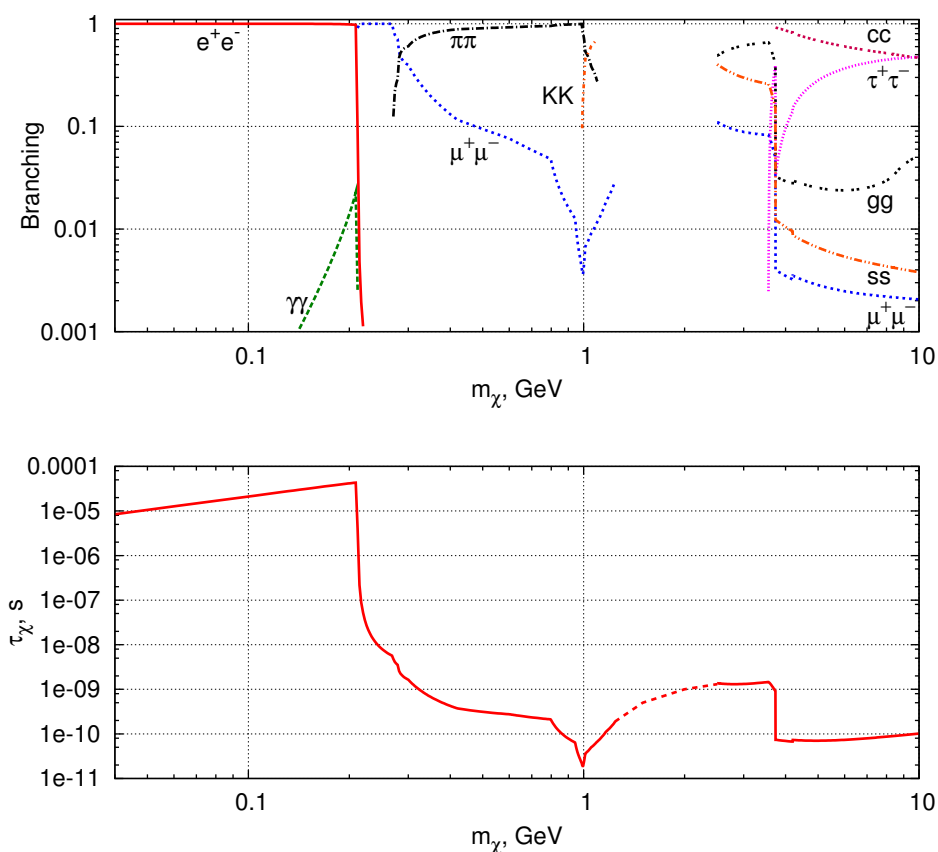 1
0.1
0.01
0.001
Branching
e⁺e⁻
γγ
ππ
μ⁺μ⁻
KK
cc
τ⁺τ⁻
gg
ss
μ⁺μ⁻
0.1
1
10
mχ, GeV
0.0001
1e-05
1e-06
1e-07
1e-08
1e-09
1e-10
1e-11
τχ, s
0.1
1
10
mχ, GeV